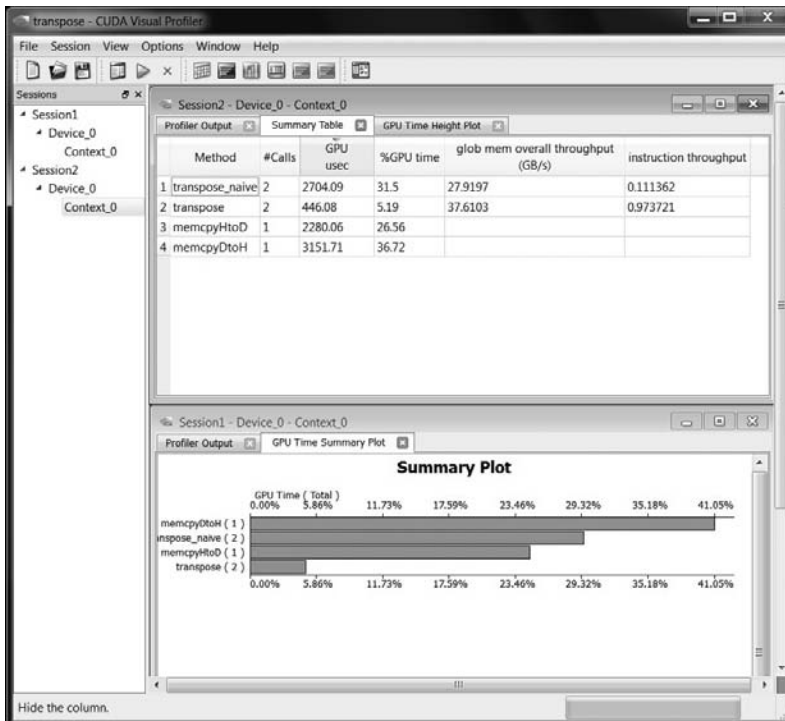 transpose - CUDA Visual Profiler
File Session View Options Window Help
Sessions
Session1
Device_0
Context_0
Session2
Device_0
Context_0
Session2 - Device_0 - Context_0
Profiler Output Summary Table GPU Time Height Plot
Method #Calls GPU usec %GPU time glob mem overall throughput (GB/s) instruction throughput
1 transpose_naive 2 2704.09 31.5 27.9197 0.111362
2 transpose 2 446.08 5.19 37.6103 0.973721
3 memcpyHtoD 1 2280.06 26.56
4 memcpyDtoH 1 3151.71 36.72
Session1 - Device_0 - Context_0
Profiler Output GPU Time Summary Plot
Summary Plot
GPU Time ( Total )
0.00% 5.86% 11.73% 17.59% 23.46% 29.32% 35.18% 41.05%
memcpyDtoH ( 1 )
nspose_naive ( 2 )
memcpyHtoD ( 1 )
transpose ( 2 )
0.00% 5.86% 11.73% 17.59% 23.46% 29.32% 35.18% 41.05%
Hide the column.